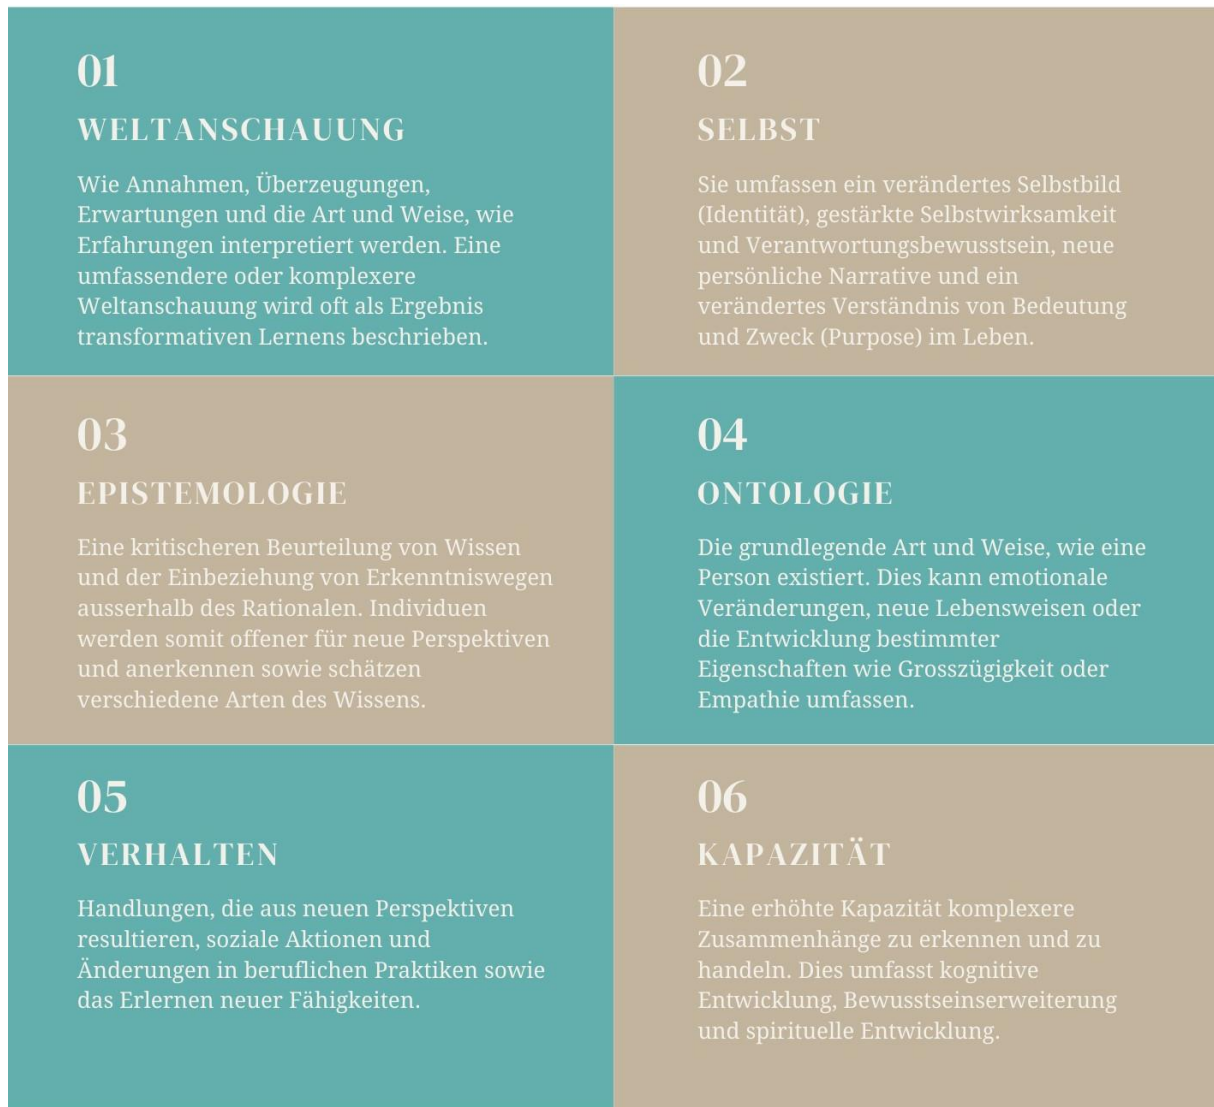 01
WELTANSCHAUUNG
Wie Annahmen, Überzeugungen,
Erwartungen und die Art und Weise, wie
Erfahrungen interpretiert werden. Eine
umfassendere oder komplexere
Weltanschauung wird oft als Ergebnis
transformativen Lernens beschrieben.
02
SELBST
Sie umfassen ein verändertes Selbstbild
(Identität), gestärkte Selbstwirksamkeit
und Verantwortungsbewusstsein, neue
persönliche Narrative und ein
verändertes Verständnis von Bedeutung
und Zweck (Purpose) im Leben.
03
EPISTEMOLOGIE
Eine kritischeren Beurteilung von Wissen
und der Einbeziehung von Erkenntniswegen
ausserhalb des Rationalen. Individuen
werden somit offener für neue Perspektiven
und anerkennen sowie schätzen
verschiedene Arten des Wissens.
04
ONTOLOGIE
Die grundlegende Art und Weise, wie eine
Person existiert. Dies kann emotionale
Veränderungen, neue Lebensweisen oder
die Entwicklung bestimmter
Eigenschaften wie Grosszügigkeit oder
Empathie umfassen.
05
VERHALTEN
Handlungen, die aus neuen Perspektiven
resultieren, soziale Aktionen und
Änderungen in beruflichen Praktiken sowie
das Erlernen neuer Fähigkeiten.
06
KAPAZITÄT
Eine erhöhte Kapazität komplexere
Zusammenhänge zu erkennen und zu
handeln. Dies umfasst kognitive
Entwicklung, Bewusstseinserweiterung
und spirituelle Entwicklung.